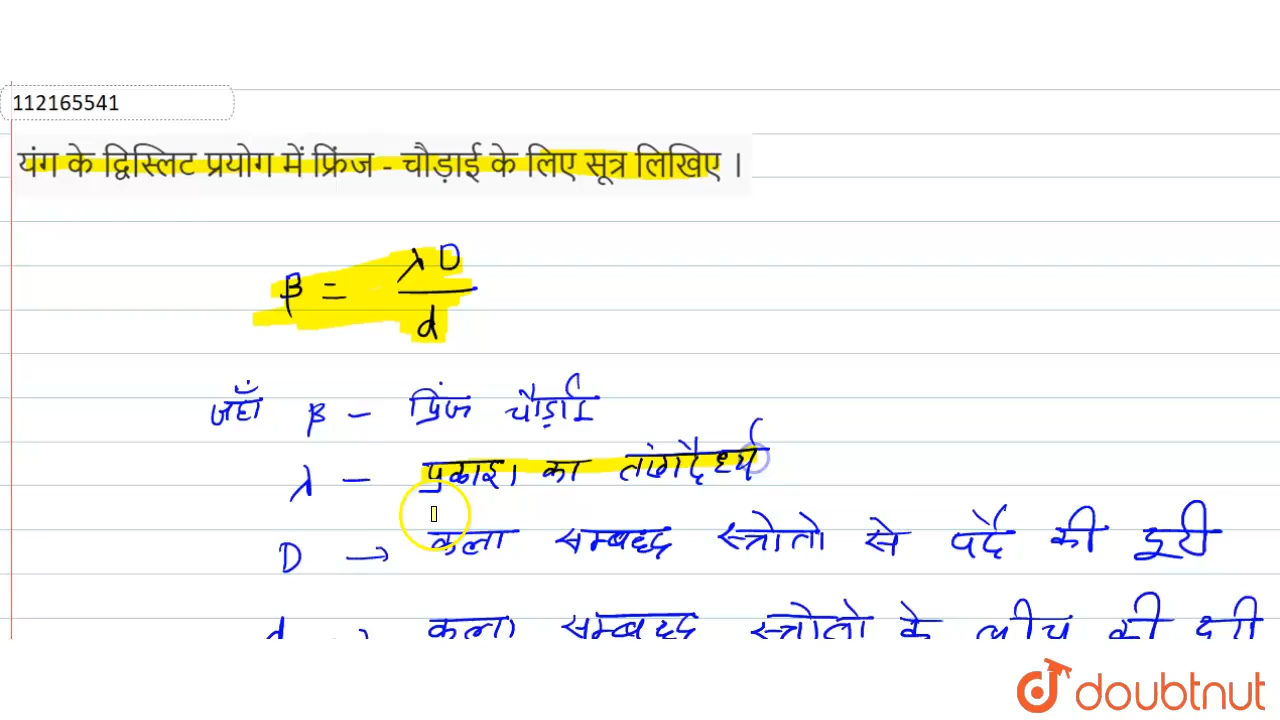 112165541
यंग के द्विस्लिट प्रयोग में फ्रिंज - चौड़ाई के लिए सूत्र लिखिए ।
β = λD
d
जहाँ β – फ्रिंज चौड़ाई
λ – प्रकाश का तरंगदैर्ध्य
D → कला सम्बद्ध स्त्रोतो से पर्दे की दूरी
d → कला सम्बद्ध स्त्रोतो के बीच की दूरी
doubtnut